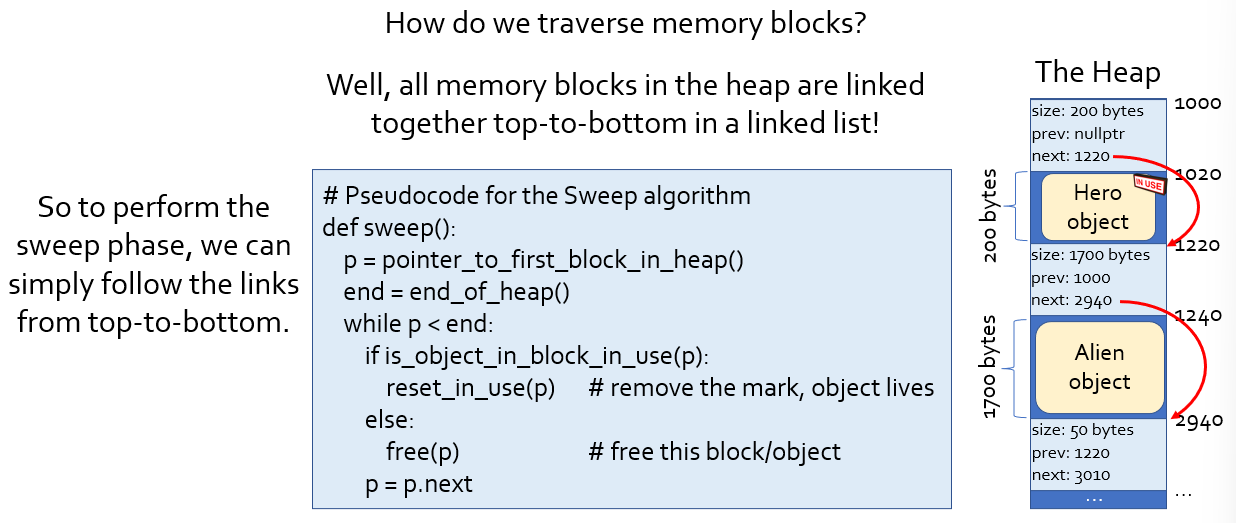 How do we traverse memory blocks?
Well, all memory blocks in the heap are linked
together top-to-bottom in a linked list!
So to perform the
sweep phase, we can
simply follow the links
from top-to-bottom.
# Pseudocode for the Sweep algorithm
def sweep():
p = pointer_to_first_block_in_heap()
end = end_of_heap()
while p < end:
if is_object_in_block_in_use(p):
reset_in_use(p) # remove the mark, object lives
else:
free(p) # free this block/object
p = p.next
The Heap
1000
size: 200 bytes
prev: nullptr
next: 1220
1020
200 bytes
IN USE
Hero
object
1220
size: 1700 bytes
prev: 1000
next: 2940
1240
1700 bytes
Alien
object
2940
size: 50 bytes
prev: 1220
next: 3010
...
...